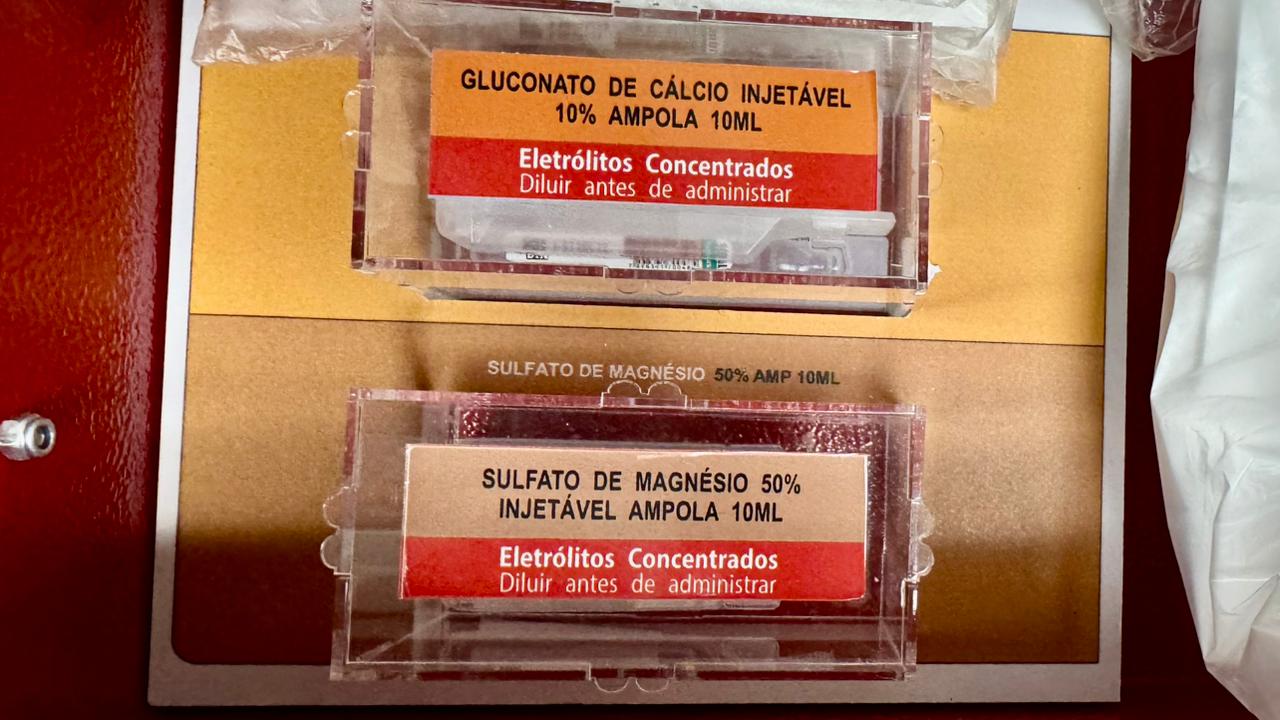 GLUCONATO DE CÁLCIO INJETÁVEL
10% AMPOLA 10ML
Eletrólitos Concentrados
Diluir antes de administrar
SULFATO DE MAGNÉSIO 50% AMP 10ML
SULFATO DE MAGNÉSIO 50%
INJETÁVEL AMPOLA 10ML
Eletrólitos Concentrados
Diluir antes de administrar